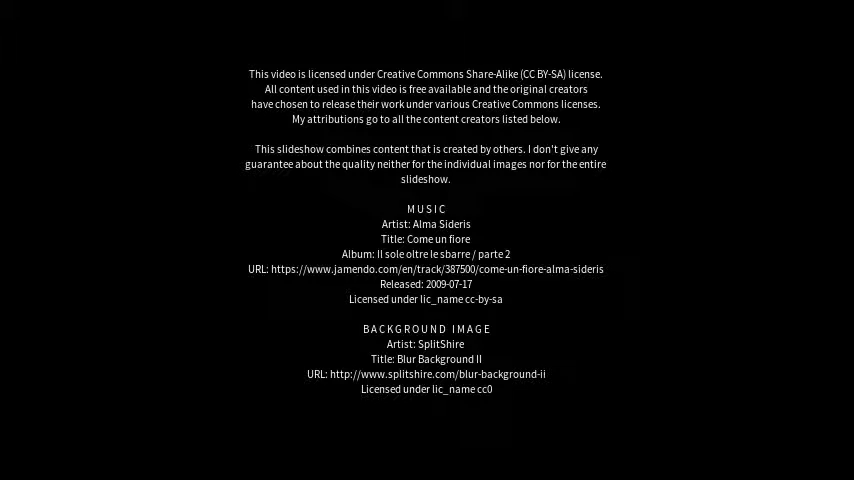 This video is licensed under Creative Commons Share-Alike (CC BY-SA) license.
All content used in this video is free available and the original creators
have chosen to release their work under various Creative Commons licenses.
My attributions go to all the content creators listed below.
This slideshow combines content that is created by others. I don't give any
guarantee about the quality neither for the individual images nor for the entire
slideshow.
MUSIC
Artist: Alma Sideris
Title: Come un fiore
Album: Il sole oltre le sbarre / parte 2
URL: https://www.jamendo.com/en/track/387500/come-un-fiore-alma-sideris
Released: 2009-07-17
Licensed under lic_name cc-by-sa
BACKGROUND IMAGE
Artist: SplitShire
Title: Blur Background II
URL: http://www.splitshire.com/blur-background-ii
Licensed under lic_name cc0